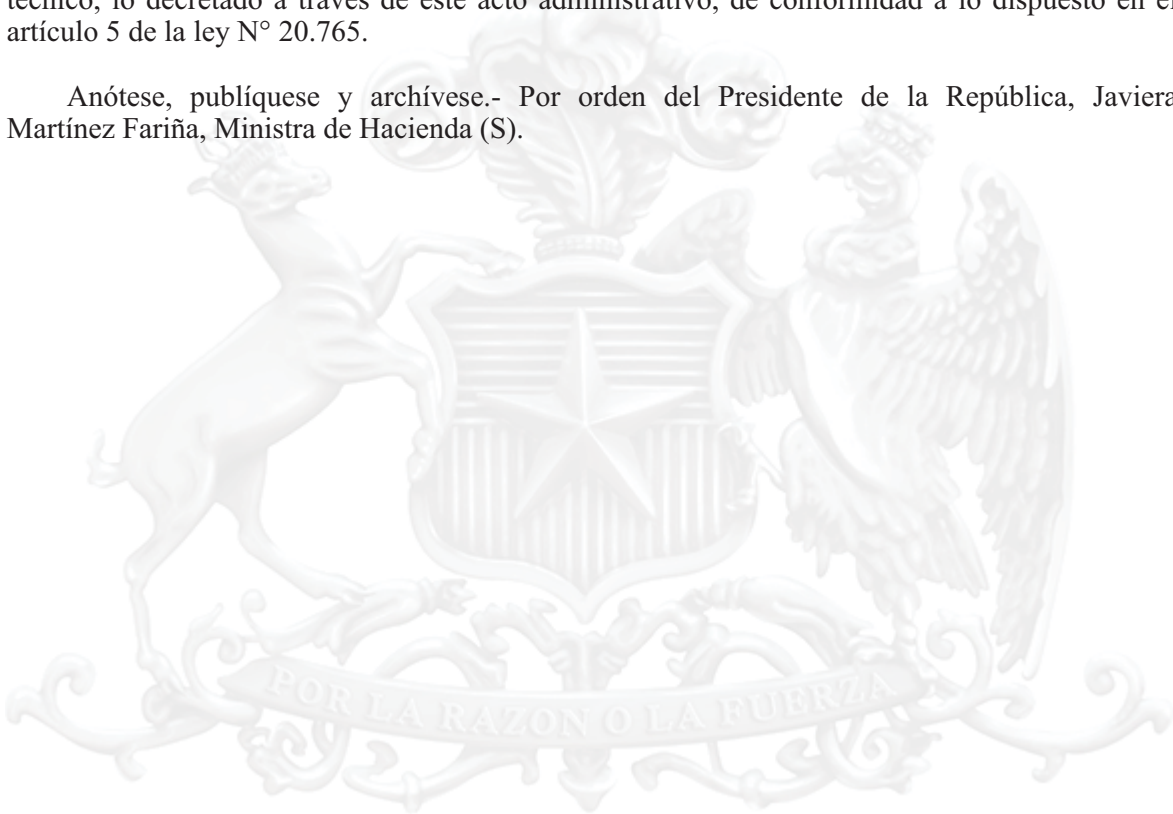 técnico, lo decretado a través de este acto administrativo, de conformidad a lo dispuesto en el
artículo 5 de la ley N° 20.765.
Anótese, publíquese y archívese.- Por orden del Presidente de la República, Javiera
Martínez Fariña, Ministra de Hacienda (S).
POR LA RAZON O LA FUERZA